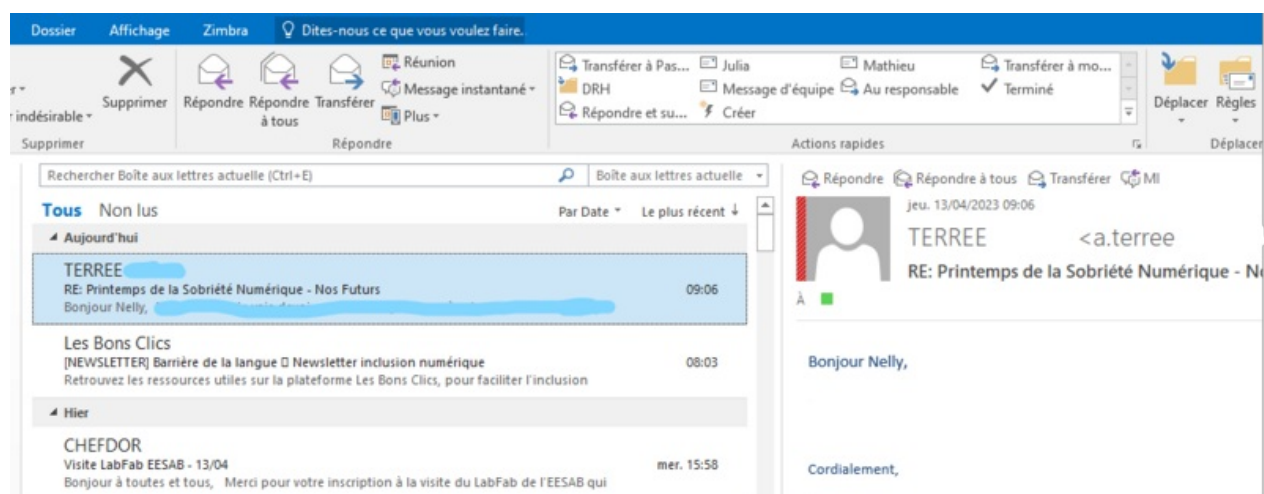 Dossier Affichage Zimbra Dites-nous ce que vous voulez faire.
Supprimer Répondre Répondre à tous Transférer Réunion Message instantané Plus
indésirable
Transférer à Pas... Julia Mathieu Transférer à mo...
DRH Message d'équipe Au responsable Terminé
Répondre et su... Créer
Déplacer Règles
Supprimer Répondre Actions rapides Déplacer
Rechercher Boîte aux lettres actuelle (Ctrl+E) Boîte aux lettres actuelle
Tous Non lus Par Date Le plus récent ↓
Aujourd'hui
TERREE
RE: Printemps de la Sobriété Numérique - Nos Futurs 09:06
Bonjour Nelly,
Les Bons Clics
[NEWSLETTER] Barrière de la langue Newsletter inclusion numérique 08:03
Retrouvez les ressources utiles sur la plateforme Les Bons Clics, pour faciliter l'inclusion
Hier
CHEFDOR
Visite LabFab EESAB - 13/04 mer. 15:58
Bonjour à toutes et tous, Merci pour votre inscription à la visite du LabFab de l'EESAB qui
Répondre Répondre à tous Transférer MI
jeu. 13/04/2023 09:06
TERREE <a.terree
RE: Printemps de la Sobriété Numérique - No
À
Bonjour Nelly,
Cordialement,